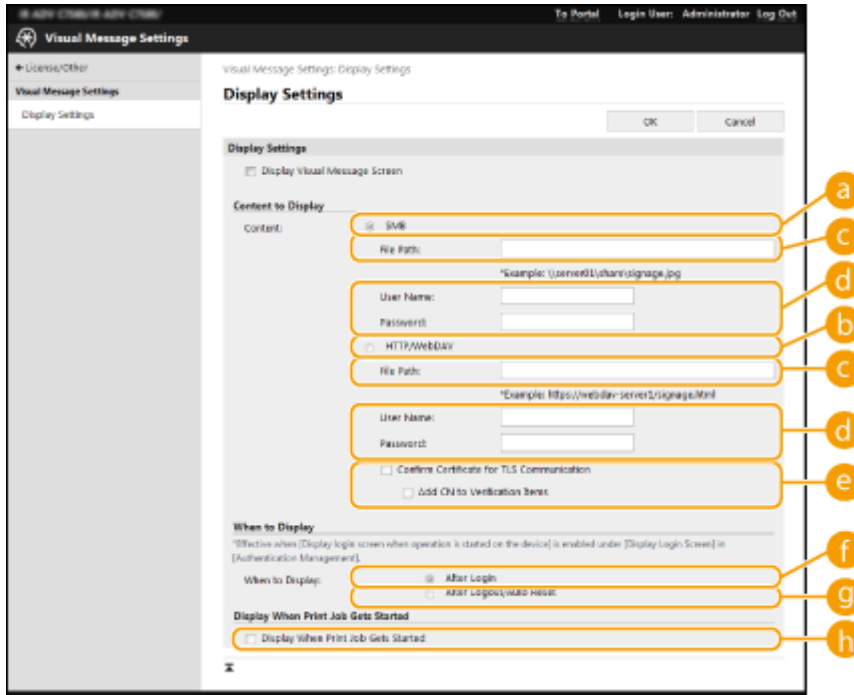 To Portal Login User: Administrator Log Out
Visual Message Settings
License/Other
Visual Message Settings
Display Settings
Visual Message Settings: Display Settings
Display Settings
OK Cancel
Display Settings
Display Visual Message Screen
Content to Display
Content:
SMB
a
File Path:
c
*Example: \\server01\share\signage.jpg
User Name:
d
Password:
HTTP/WebDAV
b
File Path:
c
*Example: https://webdav-server1/signage.html
User Name:
d
Password:
Confirm Certificate for TLS Communication
e
Add CN to Verification Items
When to Display
*Effective when [Display login screen when operation is started on the device] is enabled under [Display Login Screen] in
[Authentication Management].
f
When to Display: After Login
After Logout/Auto Reset
g
Display When Print Job Gets Started
Display When Print Job Gets Started
h